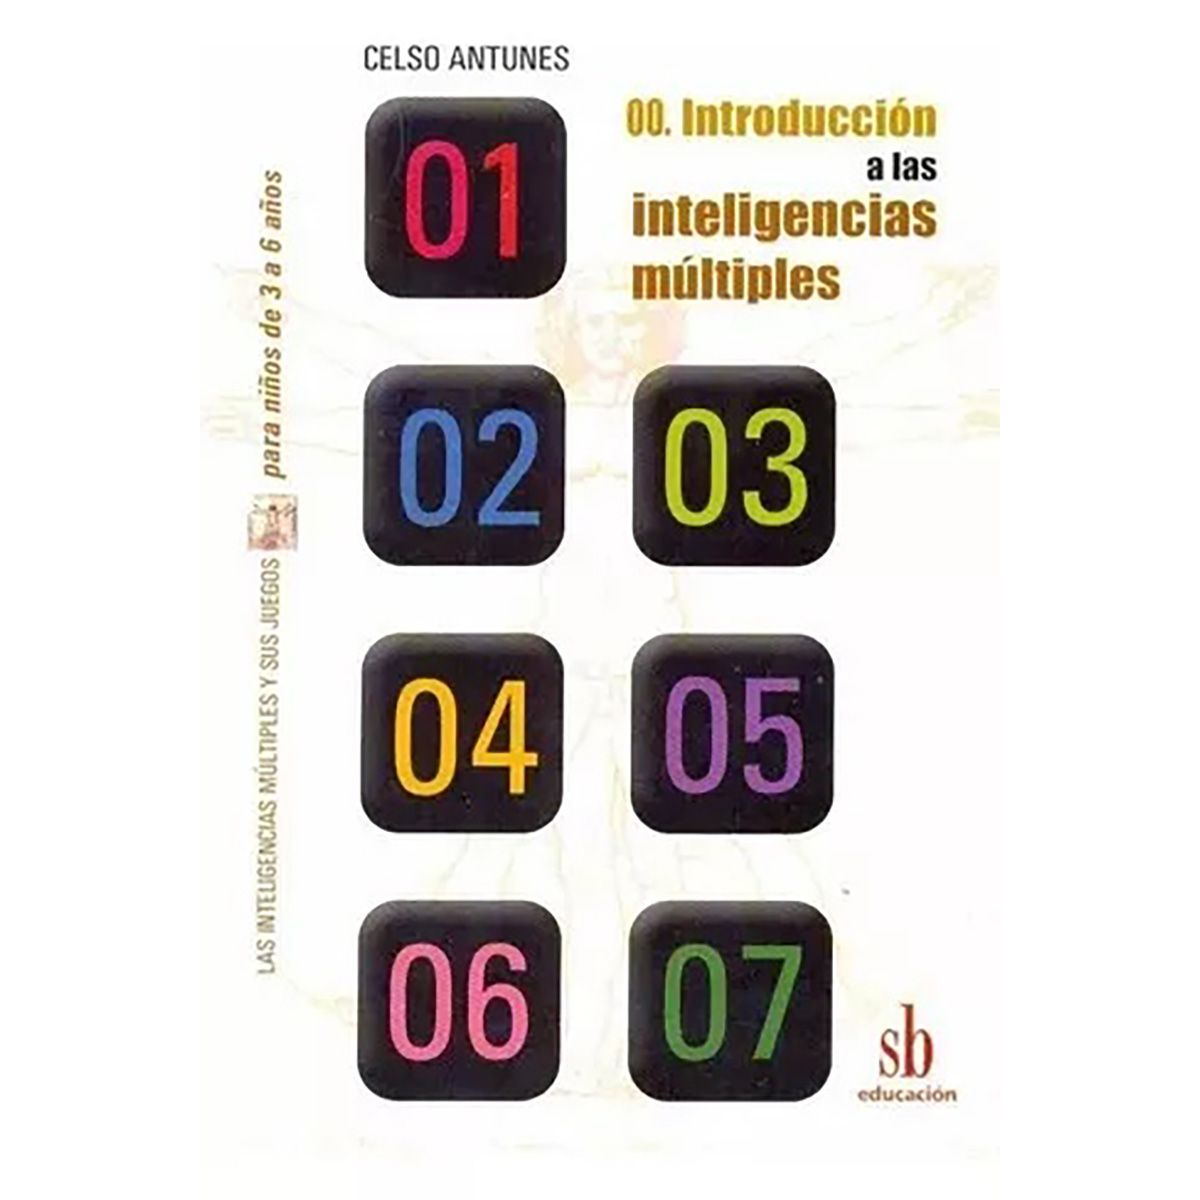 CELSO ANTUNES
00. Introducción
a las
inteligencias
múltiples
01
02
03
04
05
06
07
LAS INTELIGENCIAS MÚLTIPLES Y SUS JUEGOS
para niños de 3 a 6 años
sb
educación